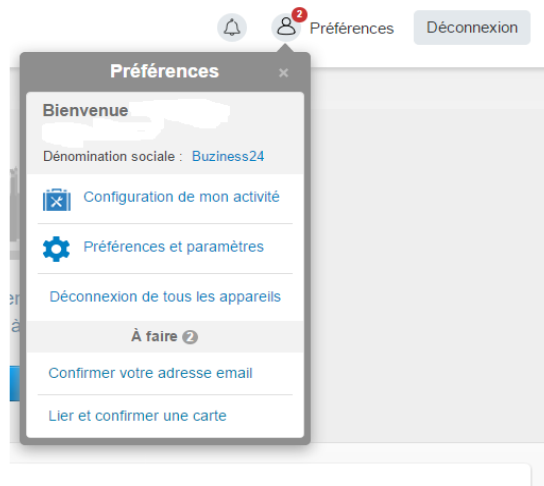 2
Préférences
Déconnexion
Préférences ×
Bienvenue
Dénomination sociale : Buziness24
Configuration de mon activité
Préférences et paramètres
Déconnexion de tous les appareils
À faire 2
Confirmer votre adresse email
Lier et confirmer une carte